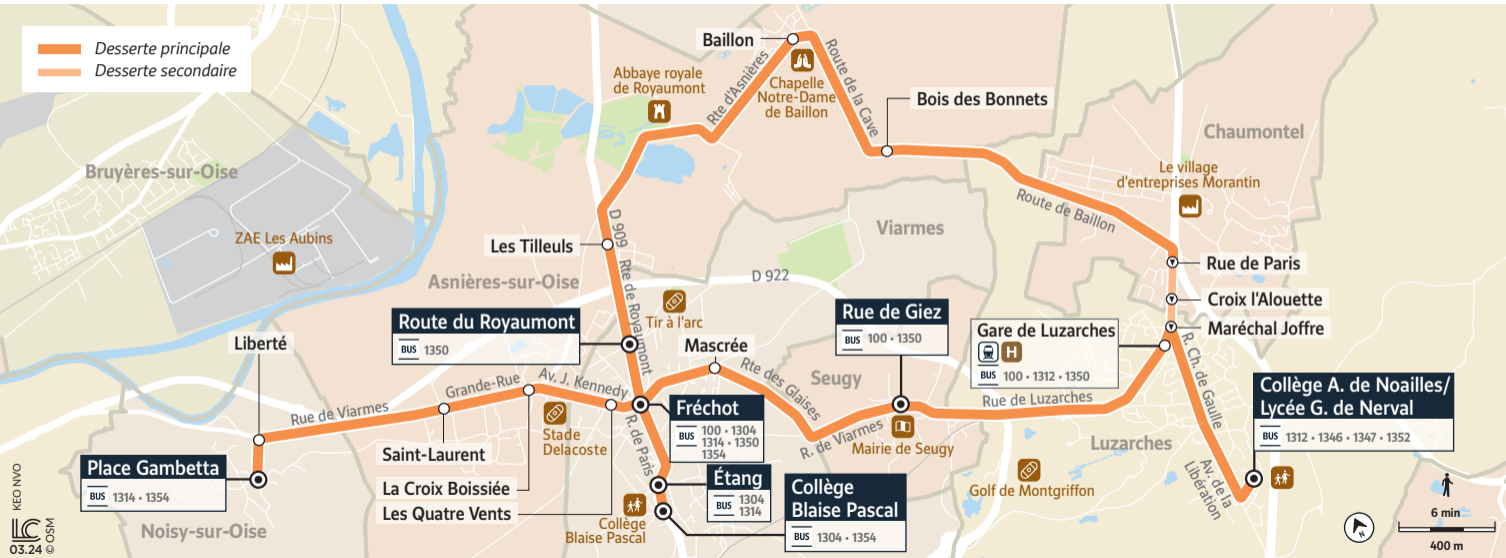 Desserte principale
Desserte secondaire
Baillon
Abbaye royale
de Royaumont
Rte d'Asnières
Chapelle
Notre-Dame
de Baillon
Route de la Cave
Bois des Bonnets
Chaumontel
Le village
d'entreprises Morantin
Bruyères-sur-Oise
ZAE Les Aubins
Route de Baillon
Viarmes
D 909
Rte de Royaumont
Les Tilleuls
Asnières-sur-Oise
D 922
Rue de Paris
Croix l'Alouette
Maréchal Joffre
Tir à l'arc
Route du Royaumont
BUS 1350
Rue de Giez
BUS 100 • 1350
Gare de Luzarches
H
BUS 100 • 1312 • 1350
R. Ch. de Gaulle
Liberté
Mascrée
Seugy
Rte des Glaises
Grande-Rue
Av. J. Kennedy
Rue de Viarmes
Rue de Luzarches
Collège A. de Noailles/
Lycée G. de Nerval
BUS 1312 • 1346 • 1347 • 1352
Fréchot
BUS 100 • 1304
1314 • 1350
1354
R. de Paris
Stade
Delacoste
R. de Viarmes
Mairie de Seugy
Luzarches
Saint-Laurent
Place Gambetta
BUS 1314 • 1354
La Croix Boissiée
Les Quatre Vents
Étang
BUS 1304
1314
Collège
Blaise Pascal
BUS 1304 • 1354
Collège
Blaise Pascal
Golf de Montgriffon
Av. de la
Libération
Noisy-sur-Oise
N
6 min
400 m
KEO NVO
LC
03.24 © OSM